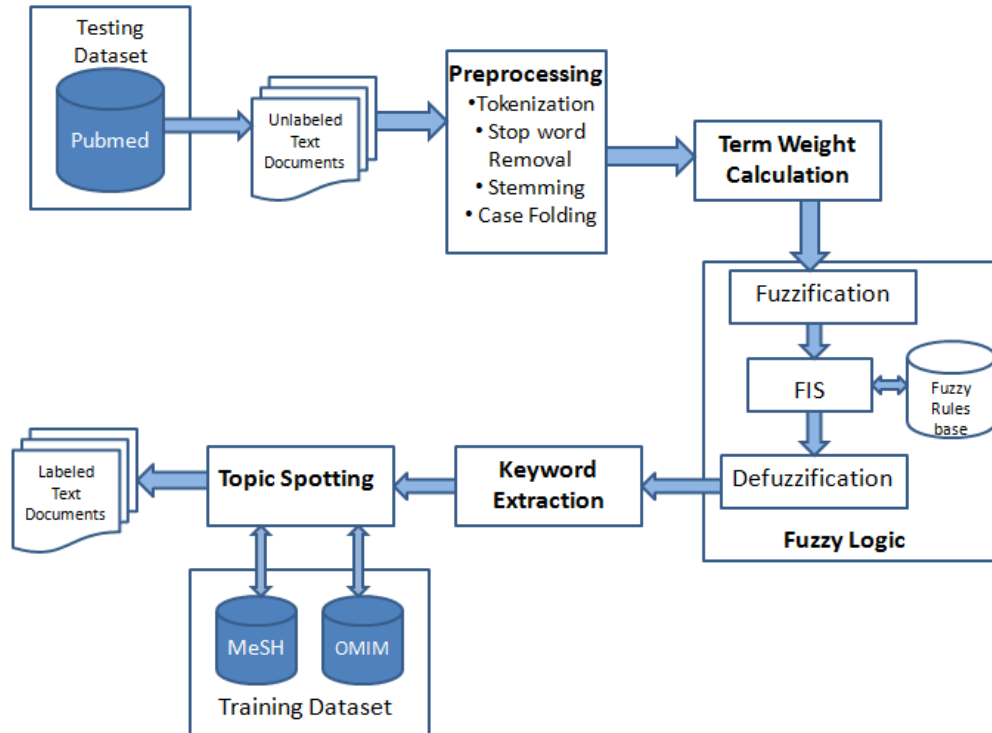 Testing
Dataset
Pubmed
Unlabeled
Text
Documents
Preprocessing
•Tokenization
• Stop word
Removal
• Stemming
• Case Folding
Term Weight
Calculation
Fuzzification
FIS
Fuzzy
Rules
base
Defuzzification
Fuzzy Logic
Keyword
Extraction
Topic Spotting
Labeled
Text
Documents
MeSH
OMIM
Training Dataset